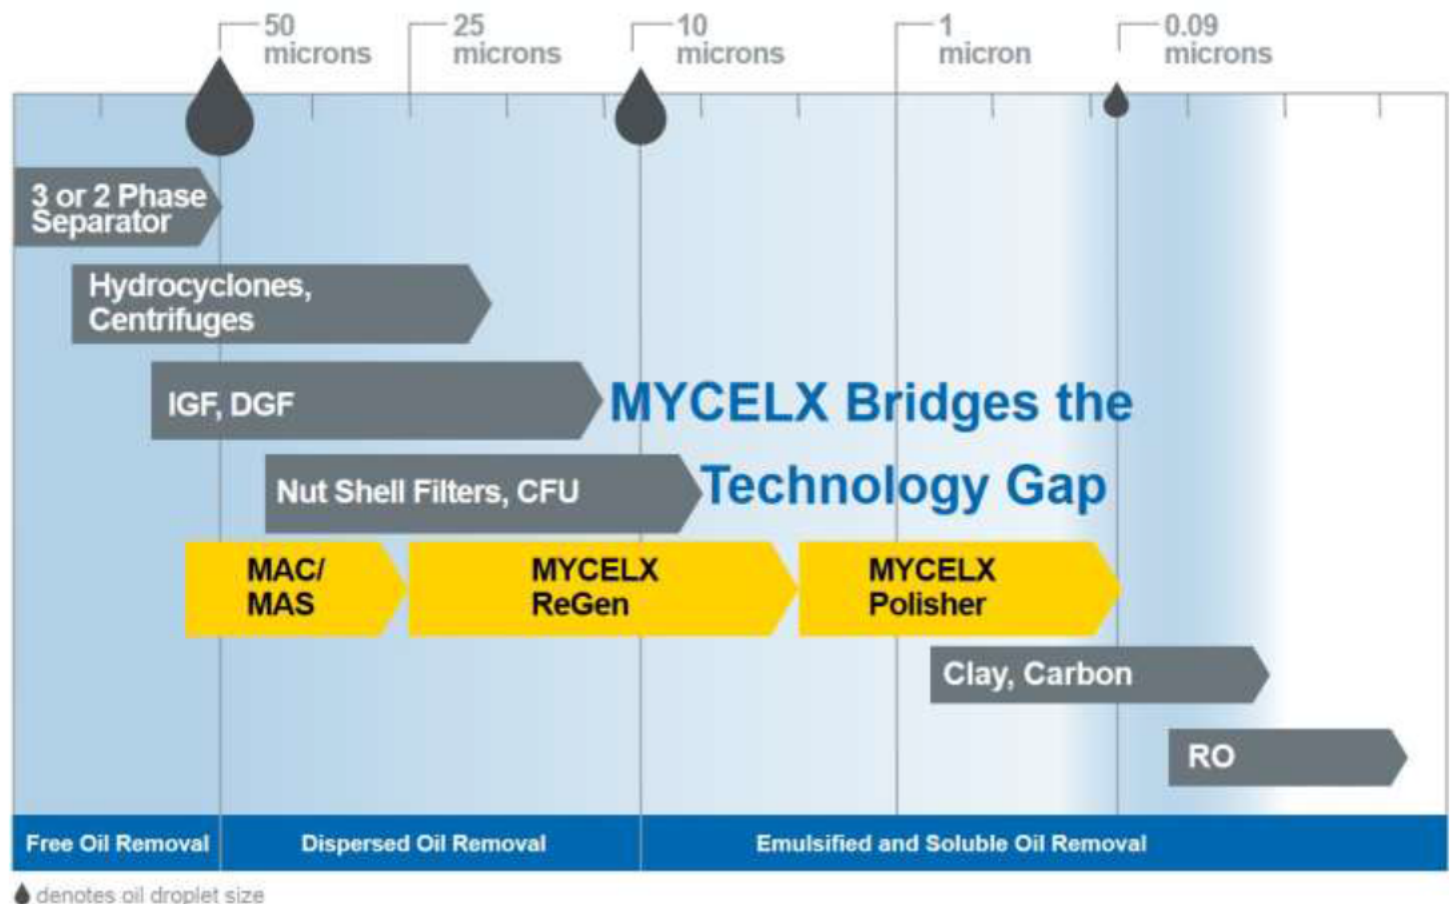 50
microns
25
microns
10
microns
1
micron
0.09
microns
3 or 2 Phase
Separator
Hydrocyclones,
Centrifuges
IGF, DGF
MYCELX Bridges the
Technology Gap
Nut Shell Filters, CFU
MAC/
MAS
MYCELX
ReGen
MYCELX
Polisher
Clay, Carbon
RO
Free Oil Removal
Dispersed Oil Removal
Emulsified and Soluble Oil Removal
denotes oil droplet size